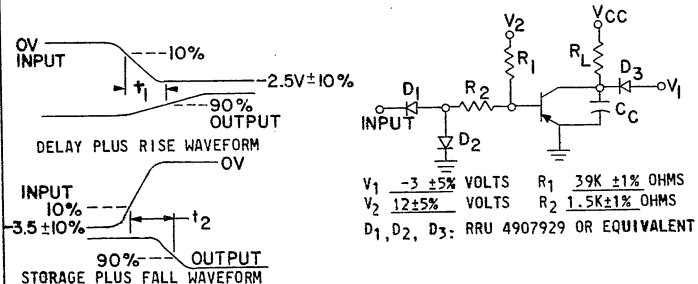 OV
INPUT
10%
t1
-2.5V±10%
90%
OUTPUT
DELAY PLUS RISE WAVEFORM
OV
INPUT
10%
-3.5±10%
t2
90%
OUTPUT
STORAGE PLUS FALL WAVEFORM
V2
VCC
R1
RL
D3
V1
D1
R2
CC
INPUT
D2
V1 -3 ±5% VOLTS R1 39K ±1% OHMS
V2 12±5% VOLTS R2 1.5K±1% OHMS
D1, D2, D3: RRU 4907929 OR EQUIVALENT